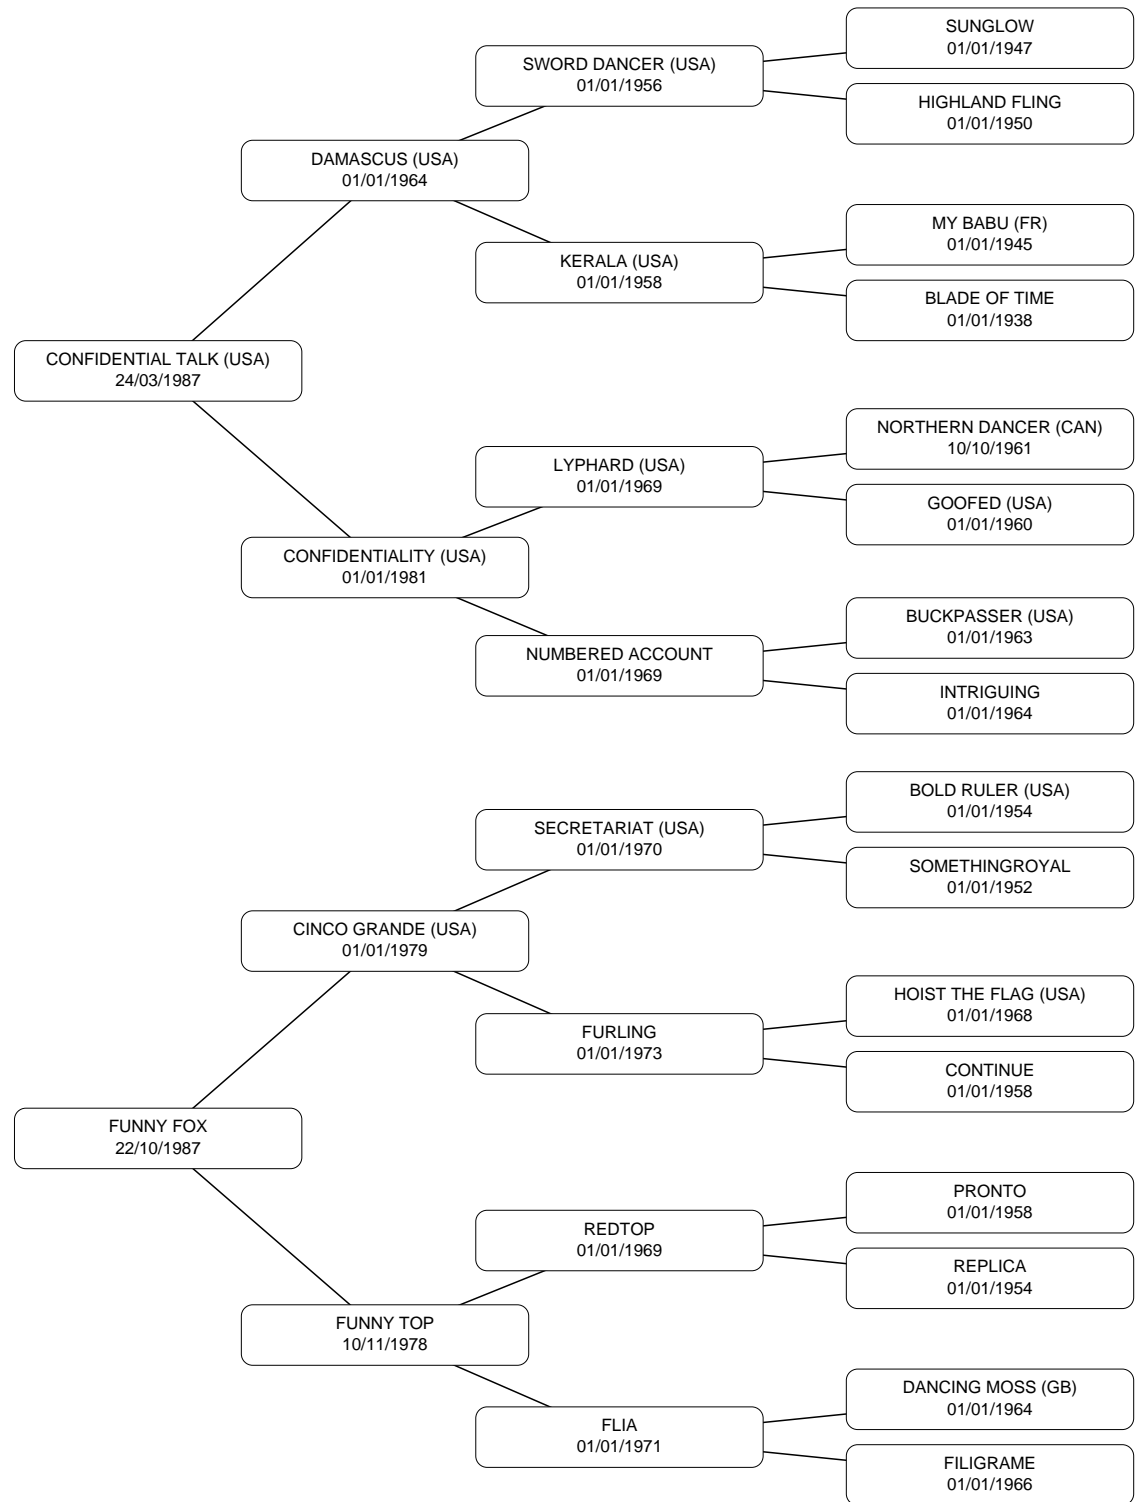 SUNGLOW
01/01/1947
SWORD DANCER (USA)
01/01/1956
HIGHLAND FLING
01/01/1950
DAMASCUS (USA)
01/01/1964
MY BABU (FR)
01/01/1945
KERALA (USA)
01/01/1958
BLADE OF TIME
01/01/1938
CONFIDENTIAL TALK (USA)
24/03/1987
NORTHERN DANCER (CAN)
10/10/1961
LYPHARD (USA)
01/01/1969
GOOFED (USA)
01/01/1960
CONFIDENTIALITY (USA)
01/01/1981
BUCKPASSER (USA)
01/01/1963
NUMBERED ACCOUNT
01/01/1969
INTRIGUING
01/01/1964
BOLD RULER (USA)
01/01/1954
SECRETARIAT (USA)
01/01/1970
SOMETHINGROYAL
01/01/1952
CINCO GRANDE (USA)
01/01/1979
HOIST THE FLAG (USA)
01/01/1968
FURLING
01/01/1973
CONTINUE
01/01/1958
FUNNY FOX
22/10/1987
PRONTO
01/01/1958
REDTOP
01/01/1969
REPLICA
01/01/1954
FUNNY TOP
10/11/1978
DANCING MOSS (GB)
01/01/1964
FLIA
01/01/1971
FILIGRAME
01/01/1966